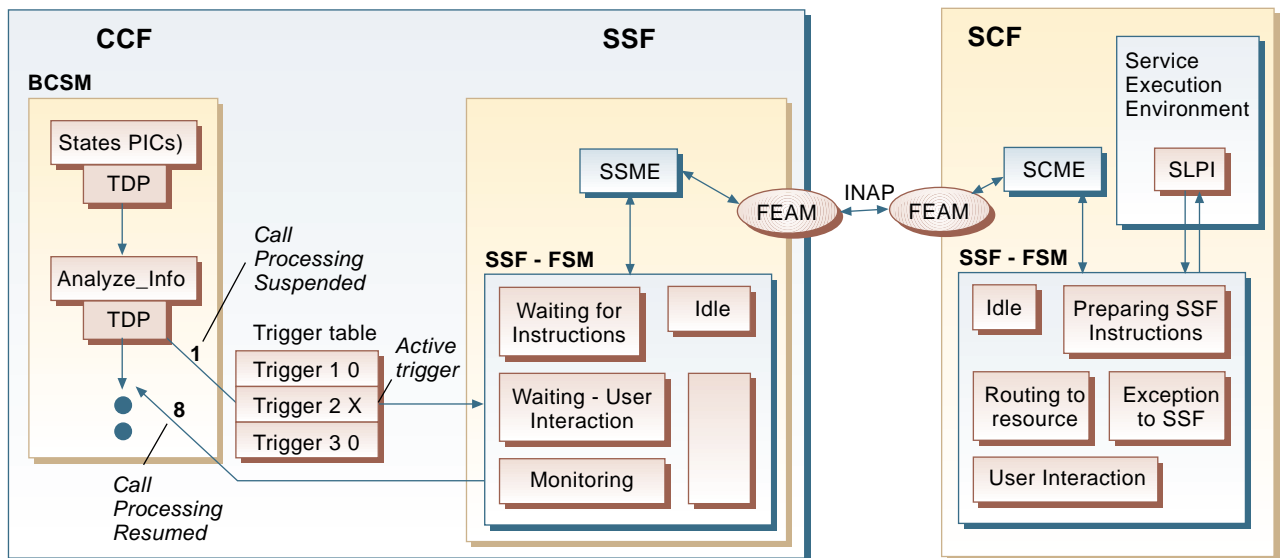 CCF
SSF
SCF
BCSM
States PICs)
TDP
Analyze_Info
TDP
Call
Processing
Suspended
1
8
Call
Processing
Resumed
Trigger table
Trigger 1 0
Trigger 2 X
Trigger 3 0
Active
trigger
SSME
FEAM
INAP
FEAM
SSF - FSM
Waiting for
Instructions
Idle
Waiting - User
Interaction
Monitoring
SCME
Service
Execution
Environment
SLPI
SSF - FSM
Idle
Preparing SSF
Instructions
Routing to
resource
Exception
to SSF
User Interaction